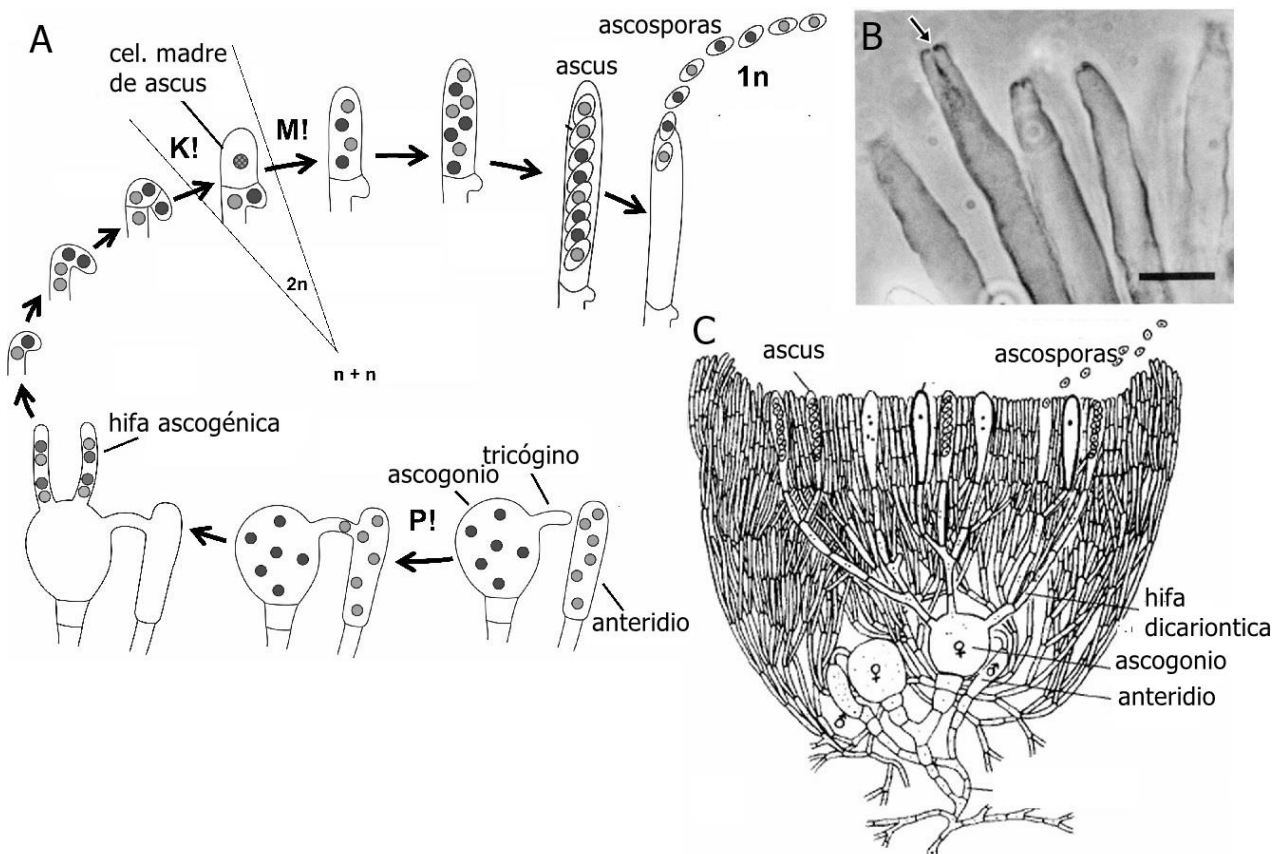 A
cel. madre
de ascus
K!
M!
ascus
ascosporas
1n
2n
n + n
hifa ascogénica
ascogonio
tricógino
P!
anteridio
B
C
ascus
ascosporas
hifa
dicariontica
ascogonio
anteridio
♀
♀
♂
♂